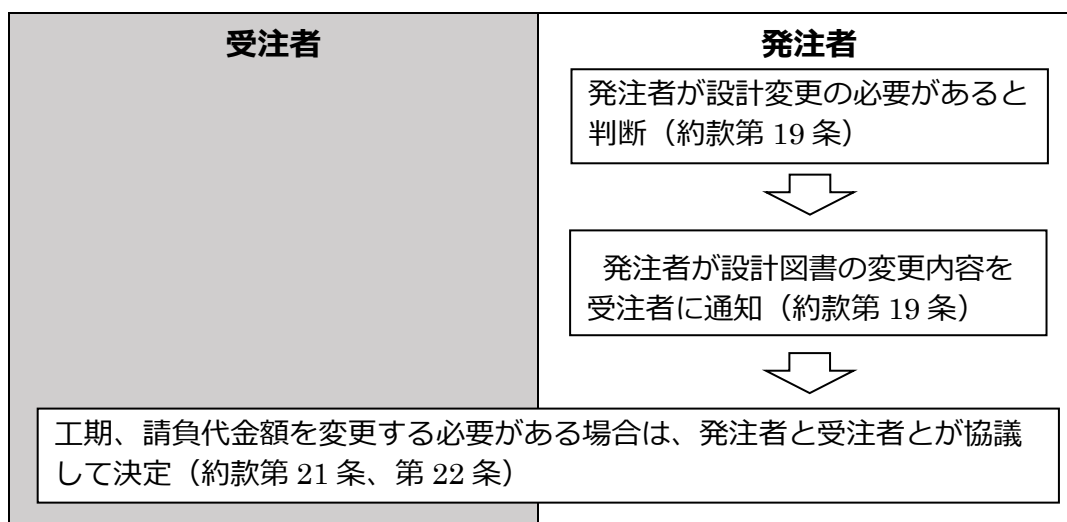 受注者
発注者
発注者が設計変更の必要があると
判断（約款第 19 条）
発注者が設計図書の変更内容を
受注者に通知（約款第 19 条）
工期、請負代金額を変更する必要がある場合は、発注者と受注者とが協議
して決定（約款第 21 条、第 22 条）